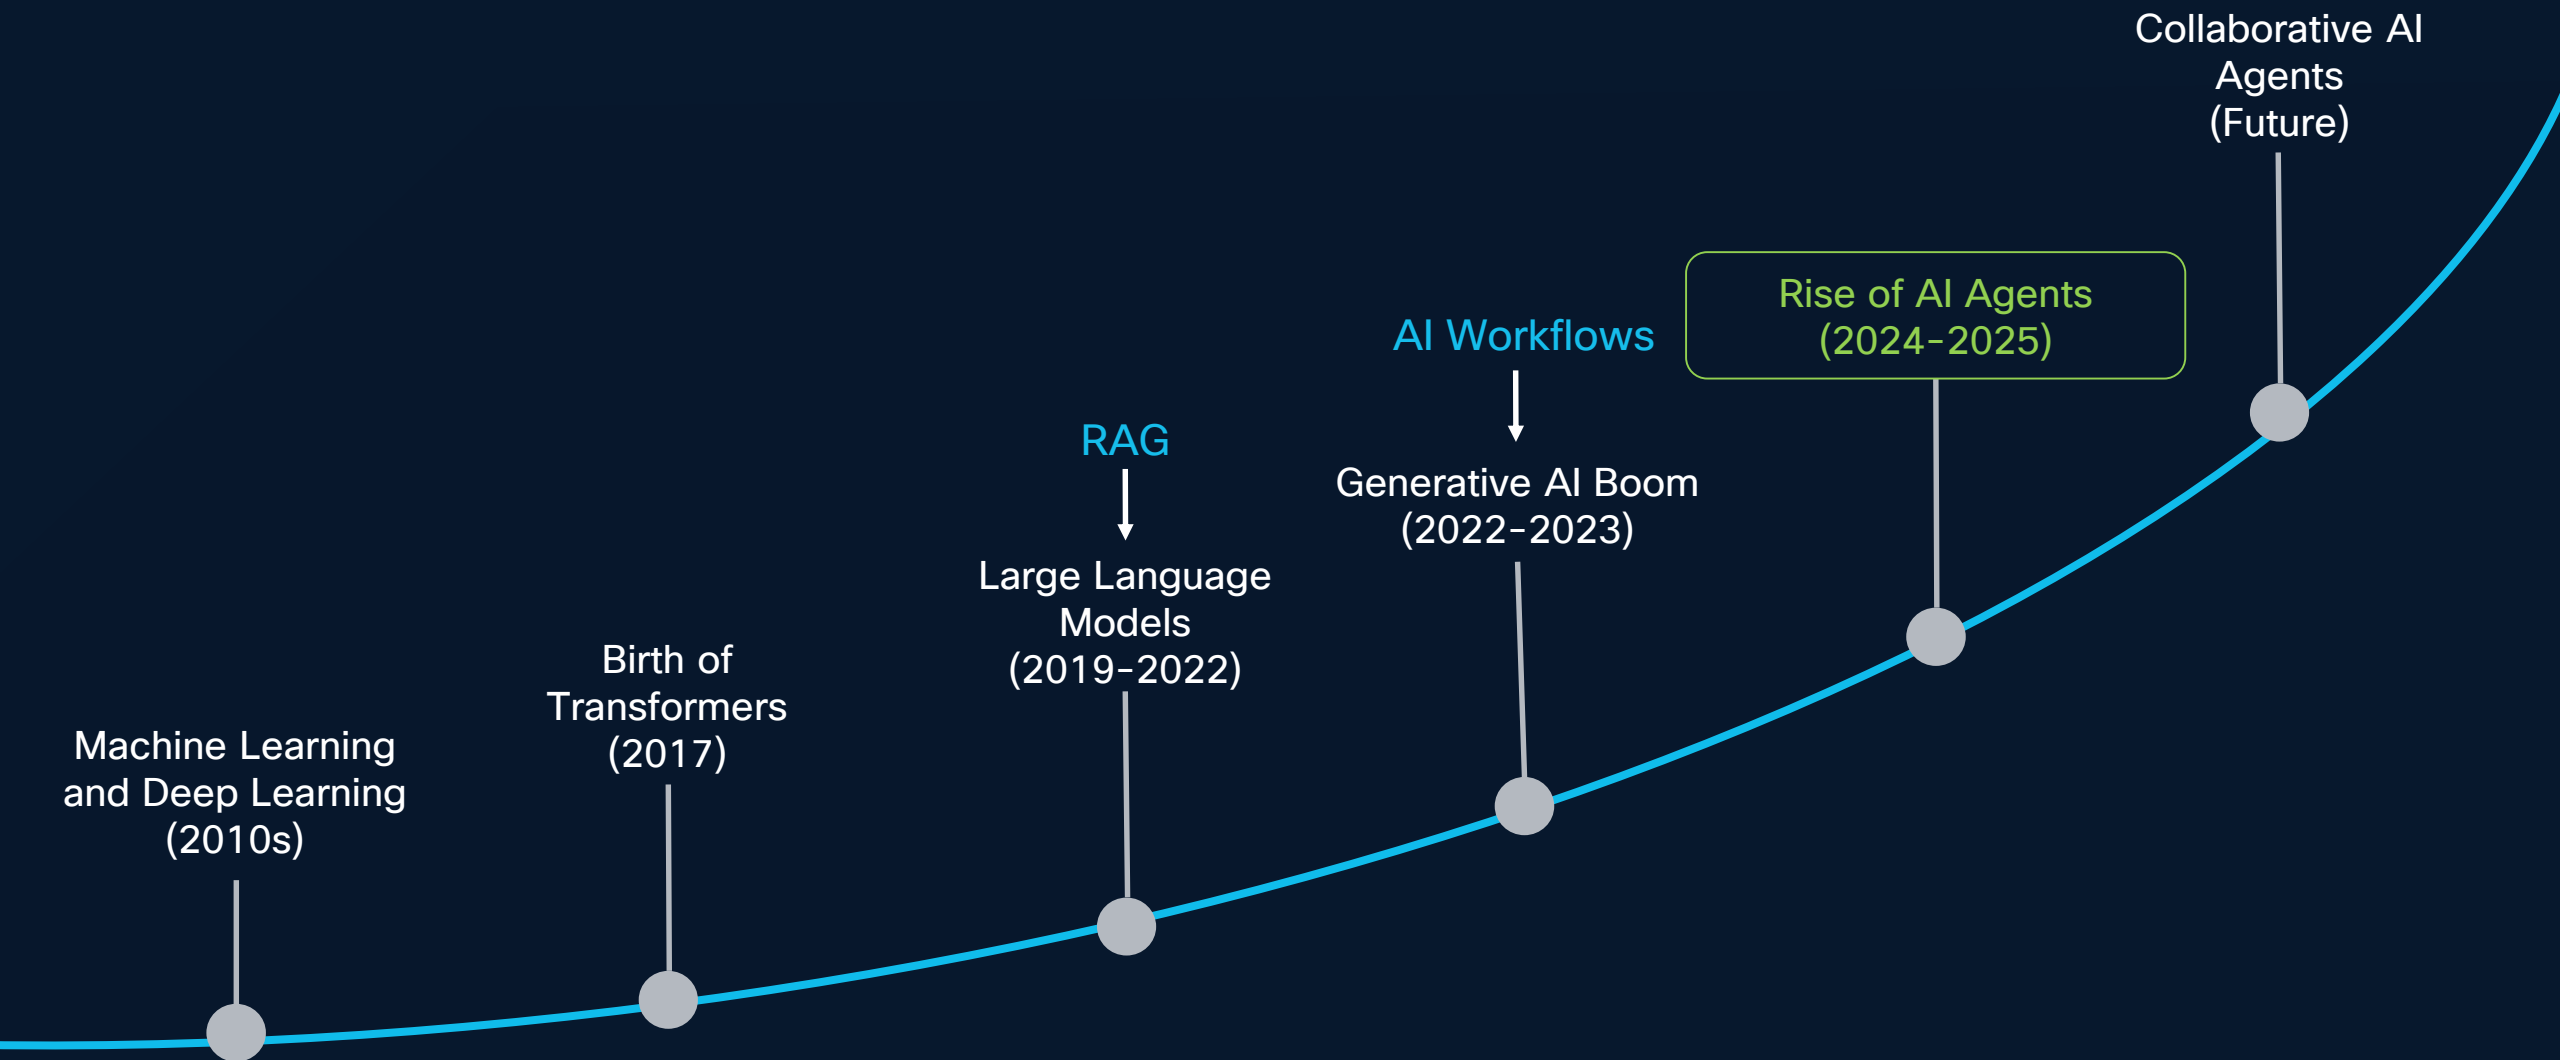 Machine Learning
and Deep Learning
(2010s)
Birth of
Transformers
(2017)
RAG
Large Language
Models
(2019-2022)
AI Workflows
Generative AI Boom
(2022-2023)
Rise of AI Agents
(2024-2025)
Collaborative AI
Agents
(Future)